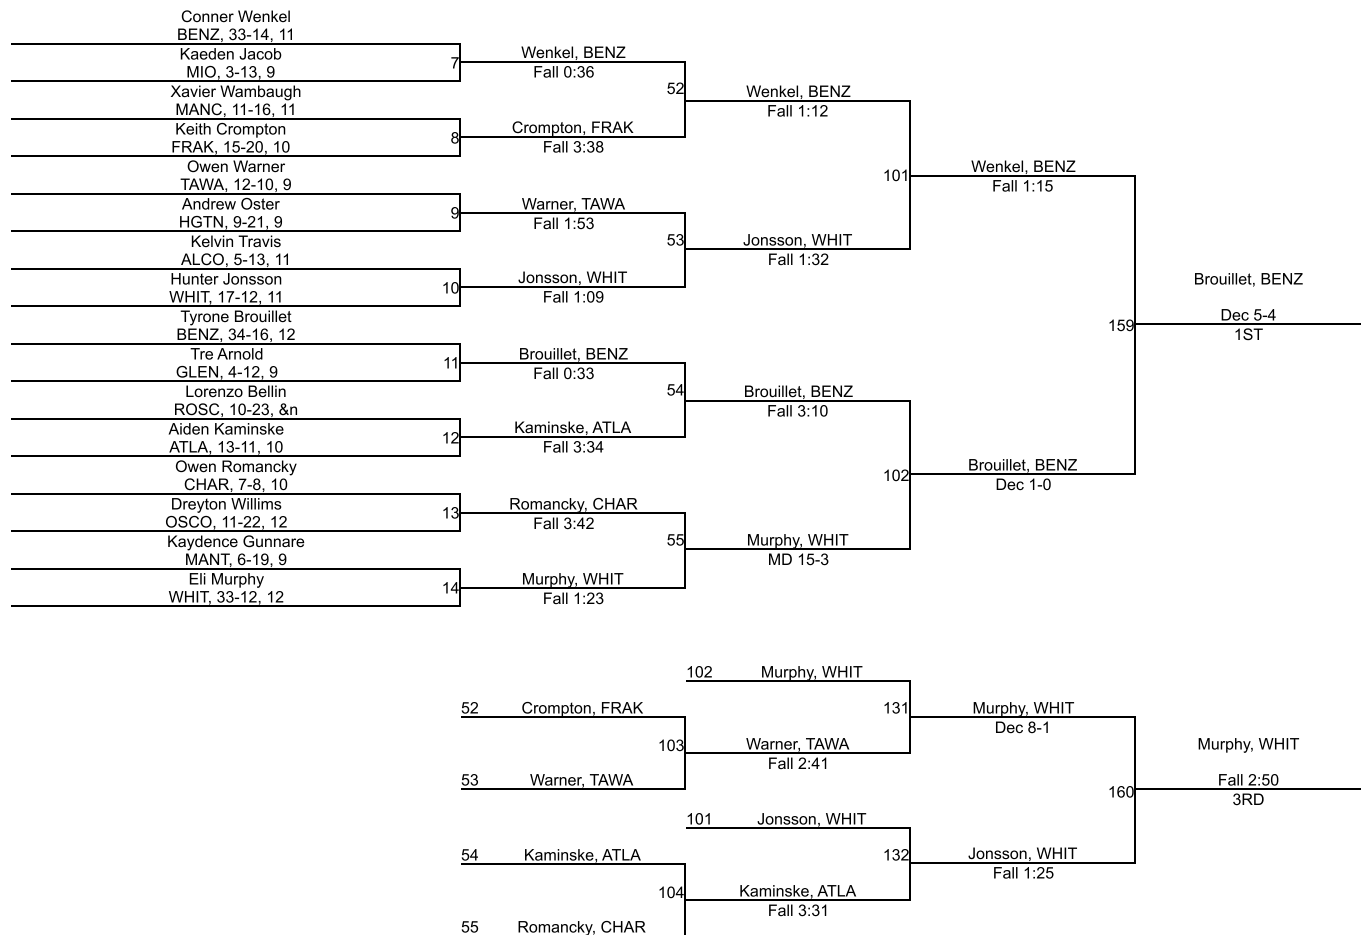 Conner Wenkel
BENZ, 33-14, 11
Kaeden Jacob
MIO, 3-13, 9
Xavier Wambaugh
MANC, 11-16, 11
Keith Crompton
FRAK, 15-20, 10
Owen Warner
TAWA, 12-10, 9
Andrew Oster
HGTN, 9-21, 9
Kelvin Travis
ALCO, 5-13, 11
Hunter Jonsson
WHIT, 17-12, 11
Tyrone Brouillet
BENZ, 34-16, 12
Tre Arnold
GLEN, 4-12, 9
Lorenzo Bellin
ROSC, 10-23, &n
Aiden Kaminske
ATLA, 13-11, 10
Owen Romancky
CHAR, 7-8, 10
Dreyton Willims
OSCO, 11-22, 12
Kaydence Gunnare
MANT, 6-19, 9
Eli Murphy
WHIT, 33-12, 12
7
8
9
10
11
12
13
14
Wenkel, BENZ
Fall 0:36
Crompton, FRAK
Fall 3:38
Warner, TAWA
Fall 1:53
Jonsson, WHIT
Fall 1:09
Brouillet, BENZ
Fall 0:33
Kaminske, ATLA
Fall 3:34
Romancky, CHAR
Fall 3:42
Murphy, WHIT
Fall 1:23
52
53
54
55
Wenkel, BENZ
Fall 1:12
Jonsson, WHIT
Fall 1:32
Brouillet, BENZ
Fall 3:10
Murphy, WHIT
MD 15-3
101
102
Wenkel, BENZ
Fall 1:15
Brouillet, BENZ
Dec 1-0
159
Brouillet, BENZ
Dec 5-4
1ST
52 Crompton, FRAK
53 Warner, TAWA
54 Kaminske, ATLA
55 Romancky, CHAR
103
104
102 Murphy, WHIT
Warner, TAWA
Fall 2:41
101 Jonsson, WHIT
Kaminske, ATLA
Fall 3:31
131
132
Murphy, WHIT
Dec 8-1
Jonsson, WHIT
Fall 1:25
160
Murphy, WHIT
Fall 2:50
3RD